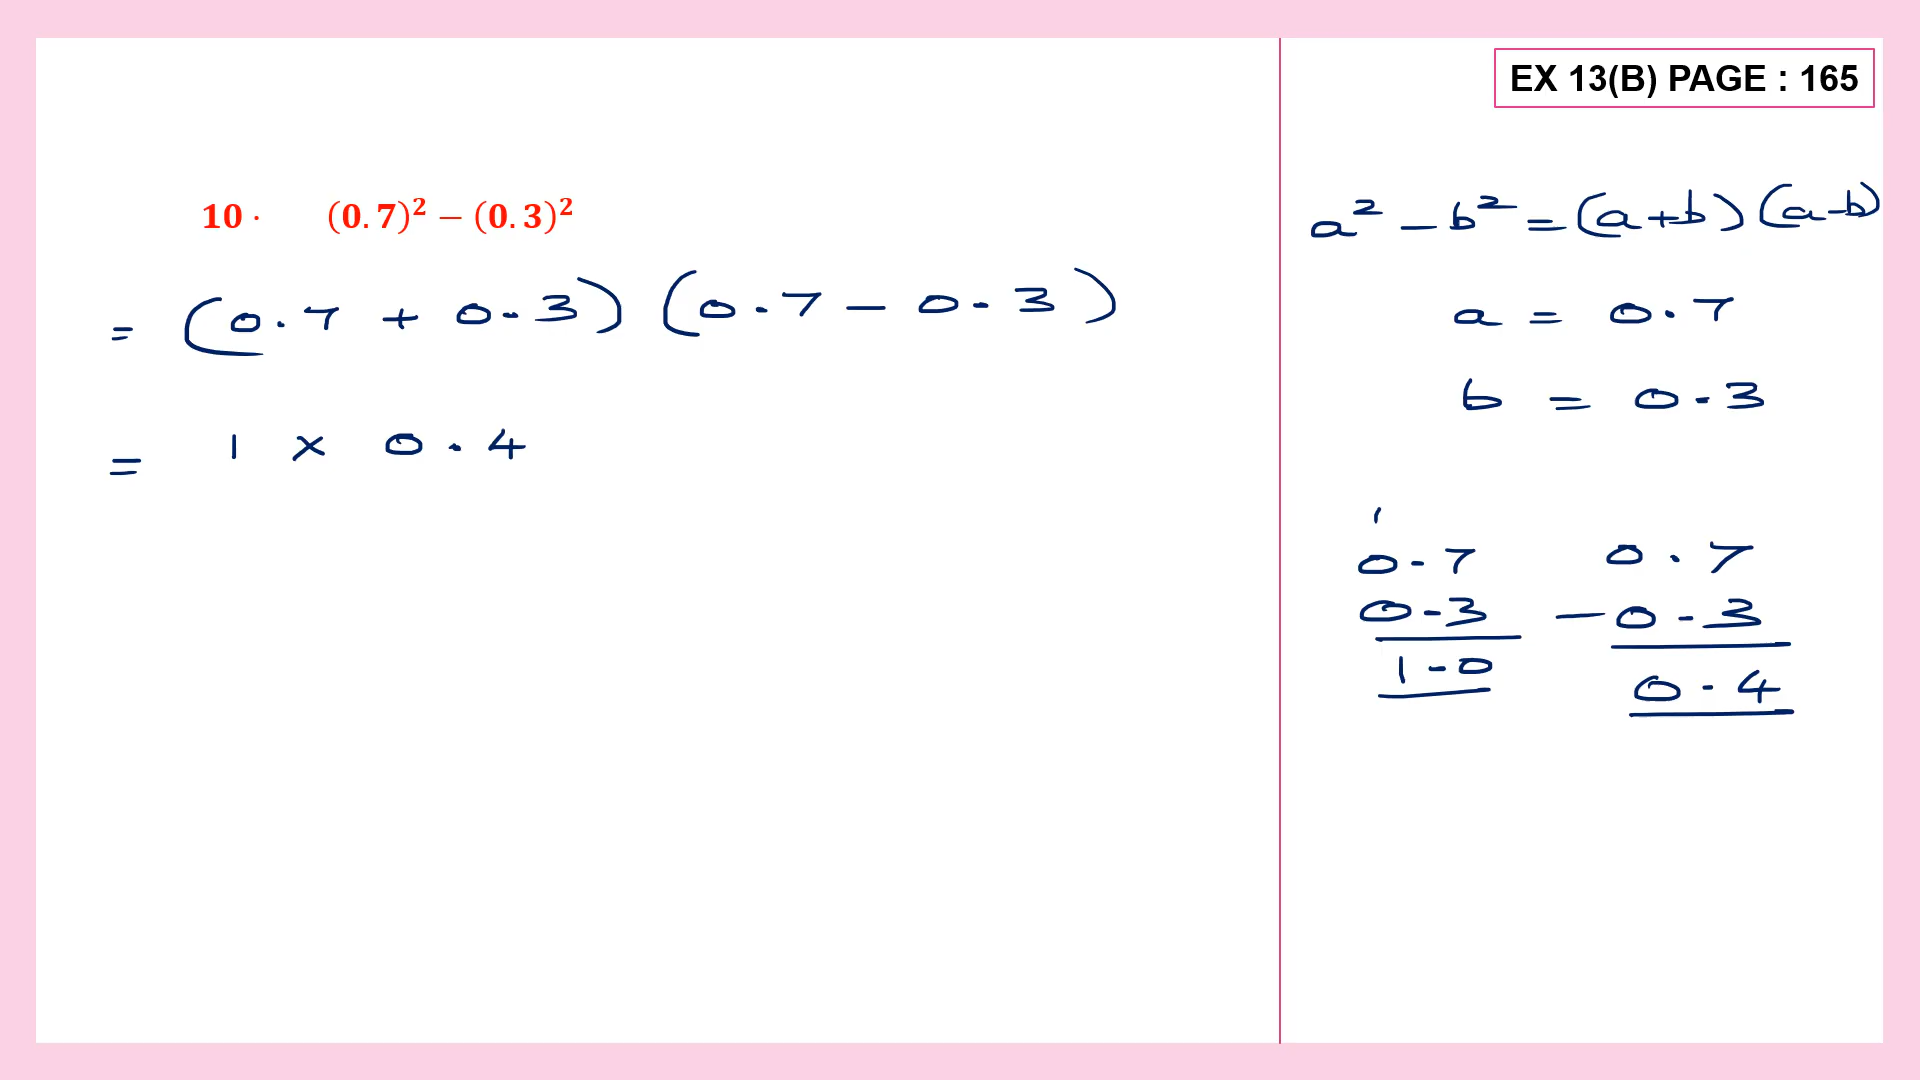 EX 13(B) PAGE : 165
10 · (0.7)² − (0.3)²
= (0.7 + 0.3) (0.7 − 0.3)
= 1 × 0.4
a² − b² = (a+b) (a−b)
a = 0.7
b = 0.3
1
0.7
0.3
1.0
0.7
− 0.3
0.4